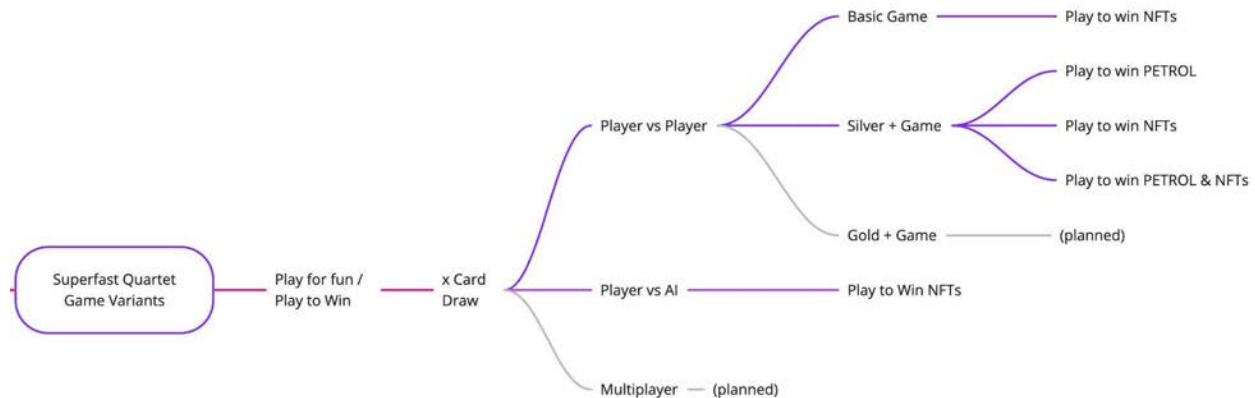 Basic Game
Play to win NFTs
Play to win PETROL
Player vs Player
Silver + Game
Play to win NFTs
Play to win PETROL & NFTs
Gold + Game
(planned)
Superfast Quartet
Game Variants
Play for fun /
Play to Win
x Card
Draw
Player vs AI
Play to Win NFTs
Multiplayer
(planned)